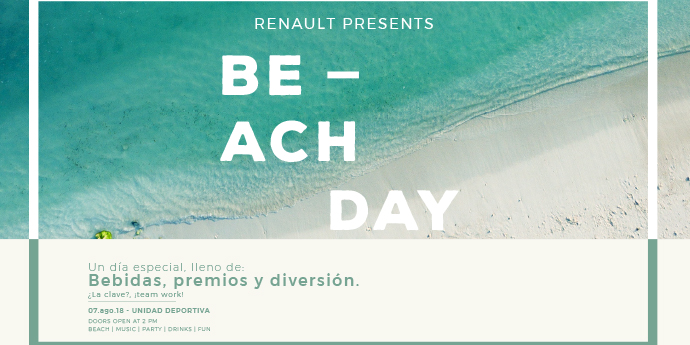 RENAULT PRESENTS
BE –
ACH
DAY
Un día especial, lleno de:
Bebidas, premios y diversión.
¿La clave?, ¡team work!
07.ago.18 - UNIDAD DEPORTIVA
DOORS OPEN AT 2 PM
BEACH | MUSIC | PARTY | DRINKS | FUN